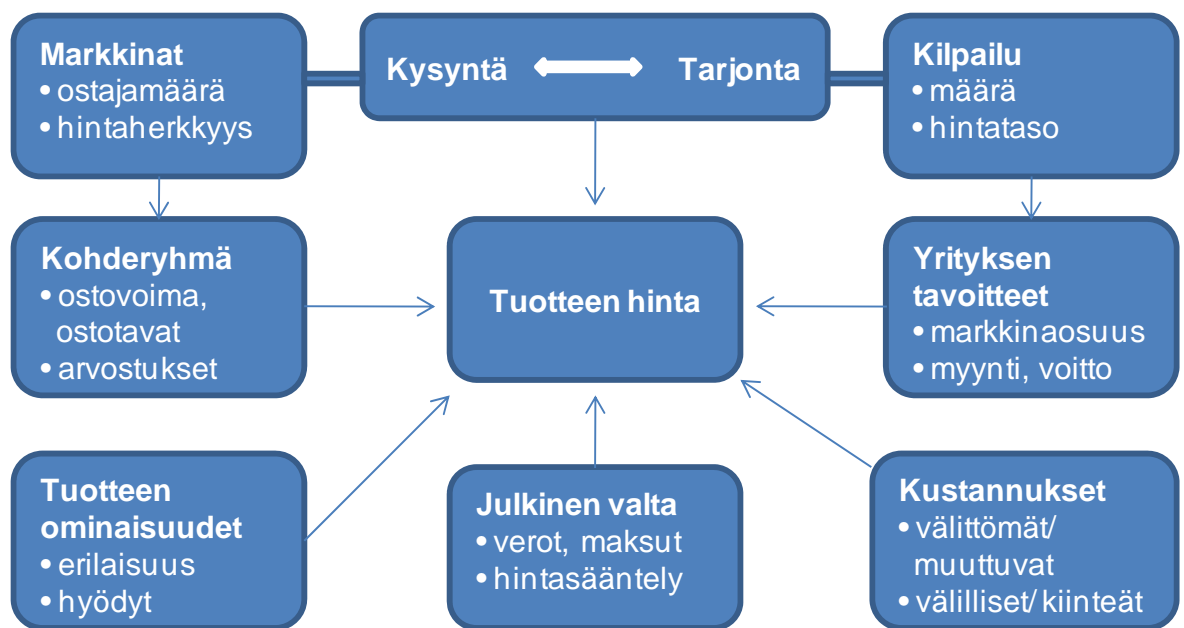 Markkinat
• ostajamäärä
• hintaherkkyys
Kysyntä Tarjonta
Kilpailu
• määrä
• hintataso
Kohderyhmä
• ostovoima,
ostotavat
• arvostukset
Tuotteen hinta
Yrityksen
tavoitteet
• markkinaosuus
• myynti, voitto
Tuotteen
ominaisuudet
• erilaisuus
• hyödyt
Julkinen valta
• verot, maksut
• hintasääntely
Kustannukset
• välittömät/
muuttuvat
• välilliset/ kiinteät